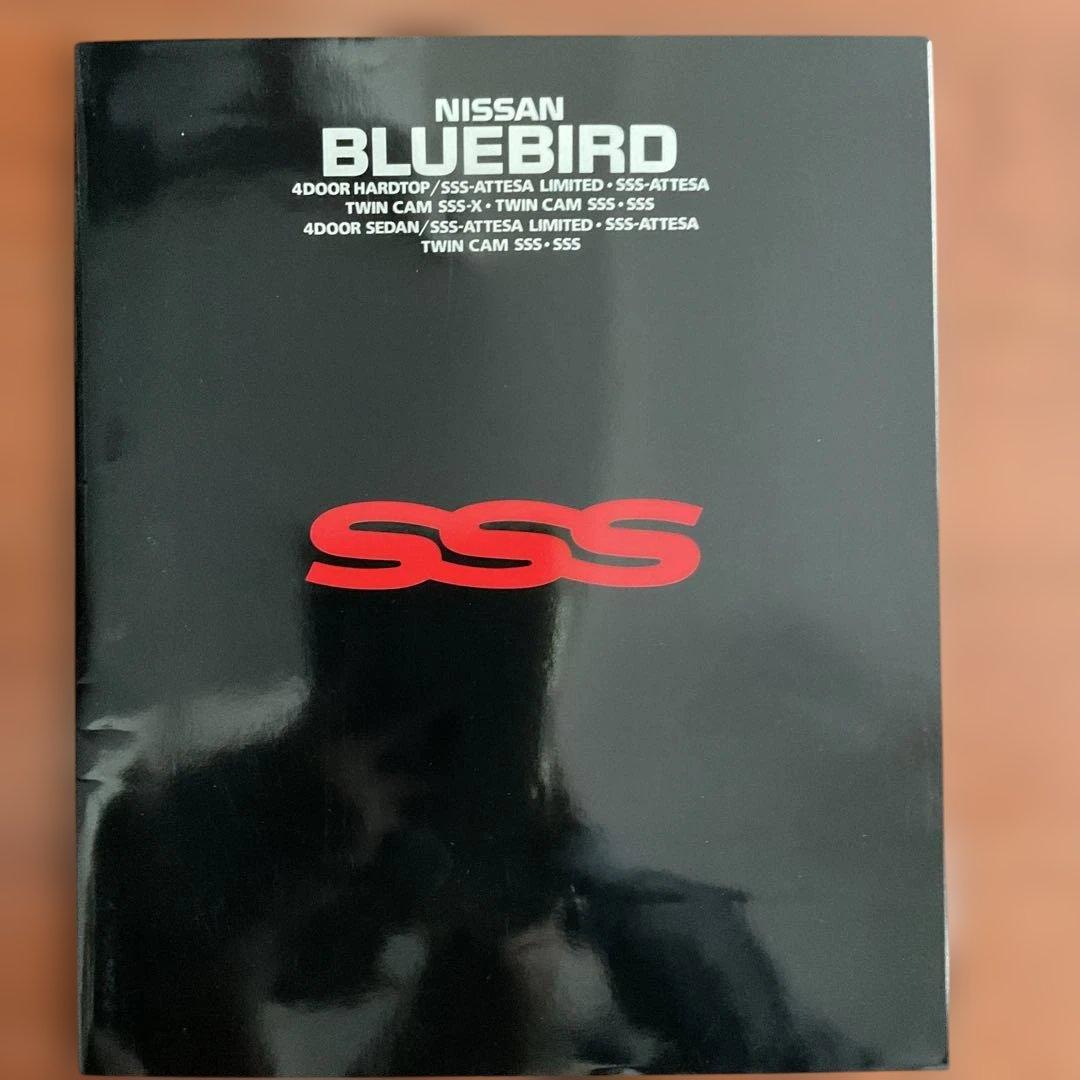 NISSAN
BLUEBIRD
4DOOR HARDTOP/SSS-ATTESA LIMITED・SSS-ATTESA
TWIN CAM SSS-X・TWIN CAM SSS・SSS
4DOOR SEDAN/SSS-ATTESA LIMITED・SSS-ATTESA
TWIN CAM SSS・SSS
SSS